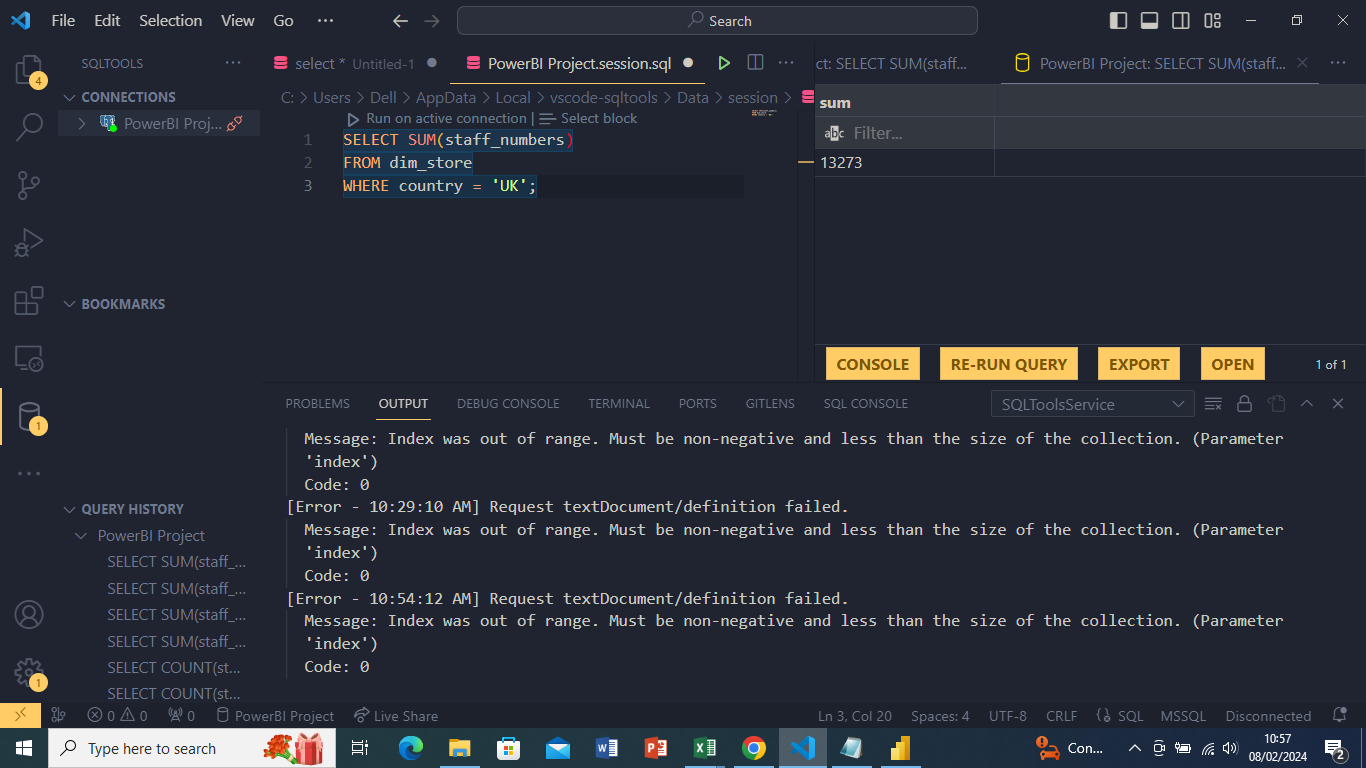 File Edit Selection View Go ··· Search
SQLTOOLS ···
select * Untitled-1
PowerBI Project.session.sql
···
ct: SELECT SUM(staff...
PowerBI Project: SELECT SUM(staff...
···
CONNECTIONS
PowerBI Proj...
C: > Users > Dell > AppData > Local > vscode-sqltools > Data > session >
Run on active connection | Select block
1 SELECT SUM(staff_numbers)
2 FROM dim_store
3 WHERE country = 'UK';
sum
abc Filter...
13273
BOOKMARKS
CONSOLE RE-RUN QUERY EXPORT OPEN 1 of 1
PROBLEMS OUTPUT DEBUG CONSOLE TERMINAL PORTS GITLENS SQL CONSOLE SQLToolsService
Message: Index was out of range. Must be non-negative and less than the size of the collection. (Parameter
'index')
Code: 0
[Error - 10:29:10 AM] Request textDocument/definition failed.
Message: Index was out of range. Must be non-negative and less than the size of the collection. (Parameter
'index')
Code: 0
[Error - 10:54:12 AM] Request textDocument/definition failed.
Message: Index was out of range. Must be non-negative and less than the size of the collection. (Parameter
'index')
Code: 0
4
1
···
1
QUERY HISTORY
PowerBI Project
SELECT SUM(staff_...
SELECT SUM(staff_...
SELECT SUM(staff_...
SELECT SUM(staff_...
SELECT COUNT(st...
SELECT COUNT(st...
0 0 0 PowerBI Project Live Share Ln 3, Col 20 Spaces: 4 UTF-8 CRLF SQL MSSQL Disconnected
Type here to search
Con...
10:57
08/02/2024
2